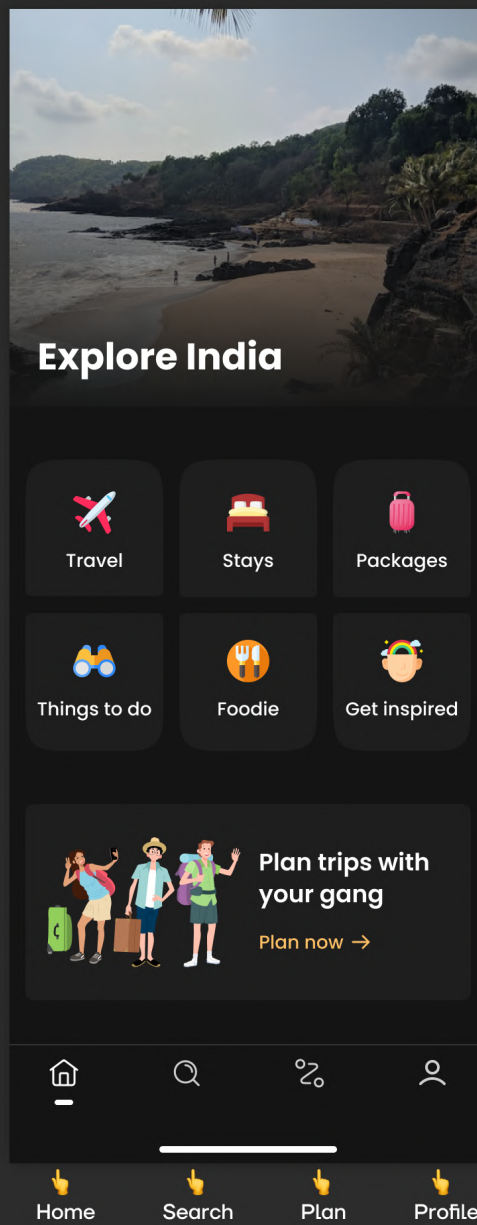 Explore India
Travel
Stays
Packages
Things to do
Foodie
Get inspired
Plan trips with
your gang
Plan now →
Home
Search
Plan
Profile